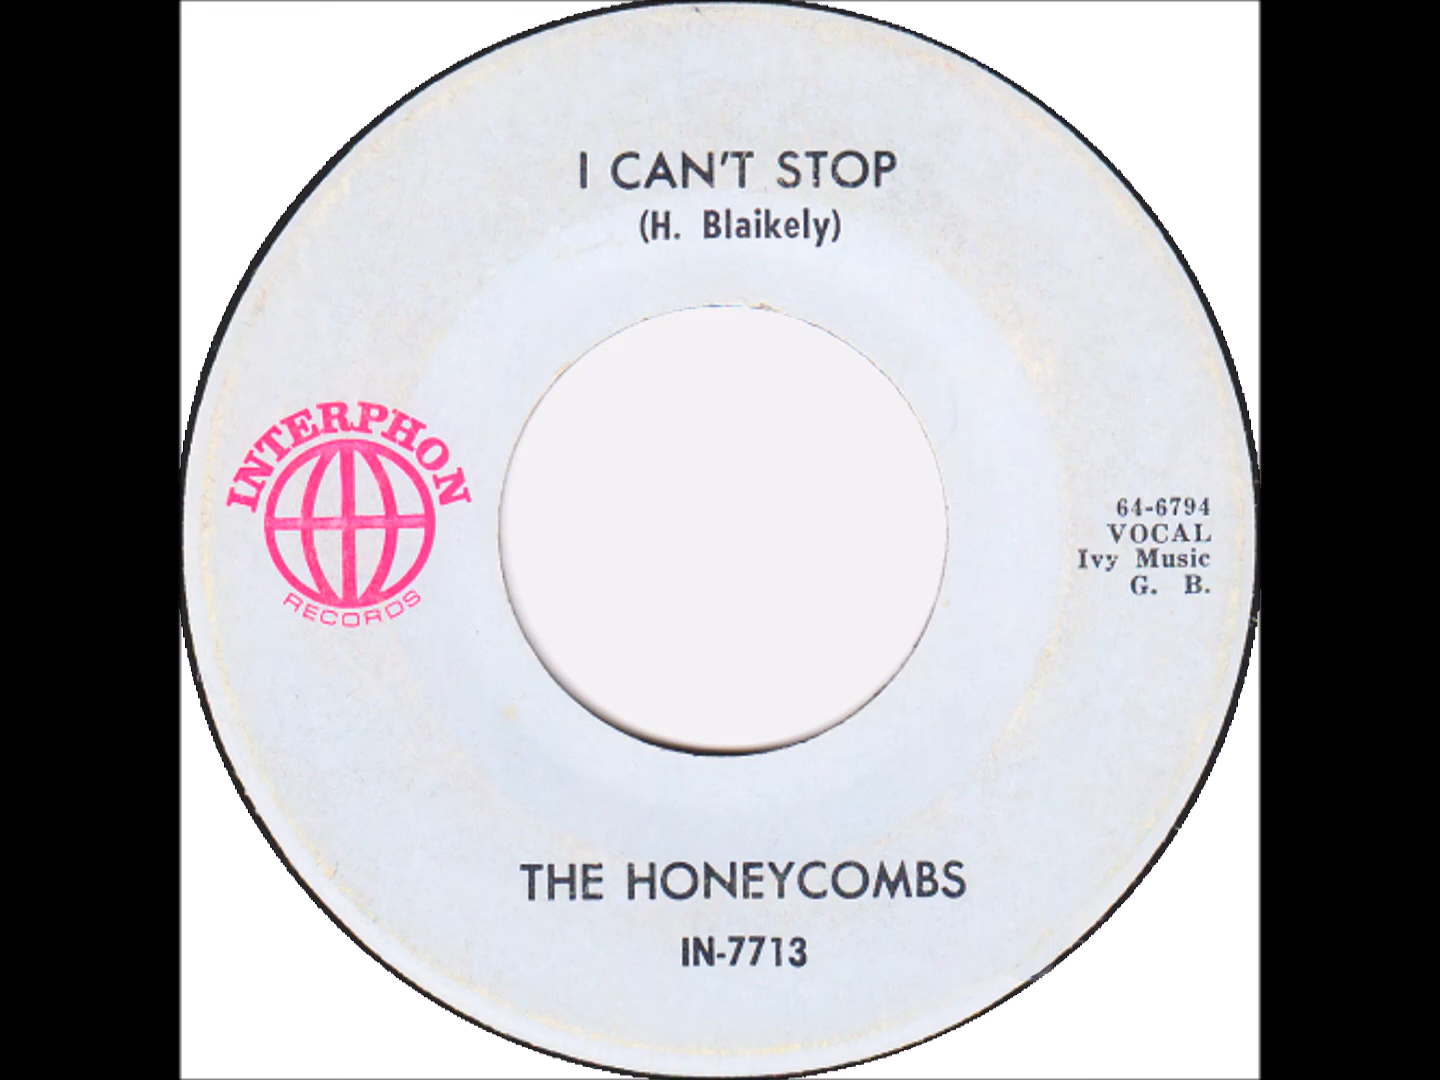 I CAN'T STOP
(H. Blaikely)
INTERPHON
RECORDS
64-6794
VOCAL
Ivy Music
G. B.
THE HONEYCOMBS
IN-7713